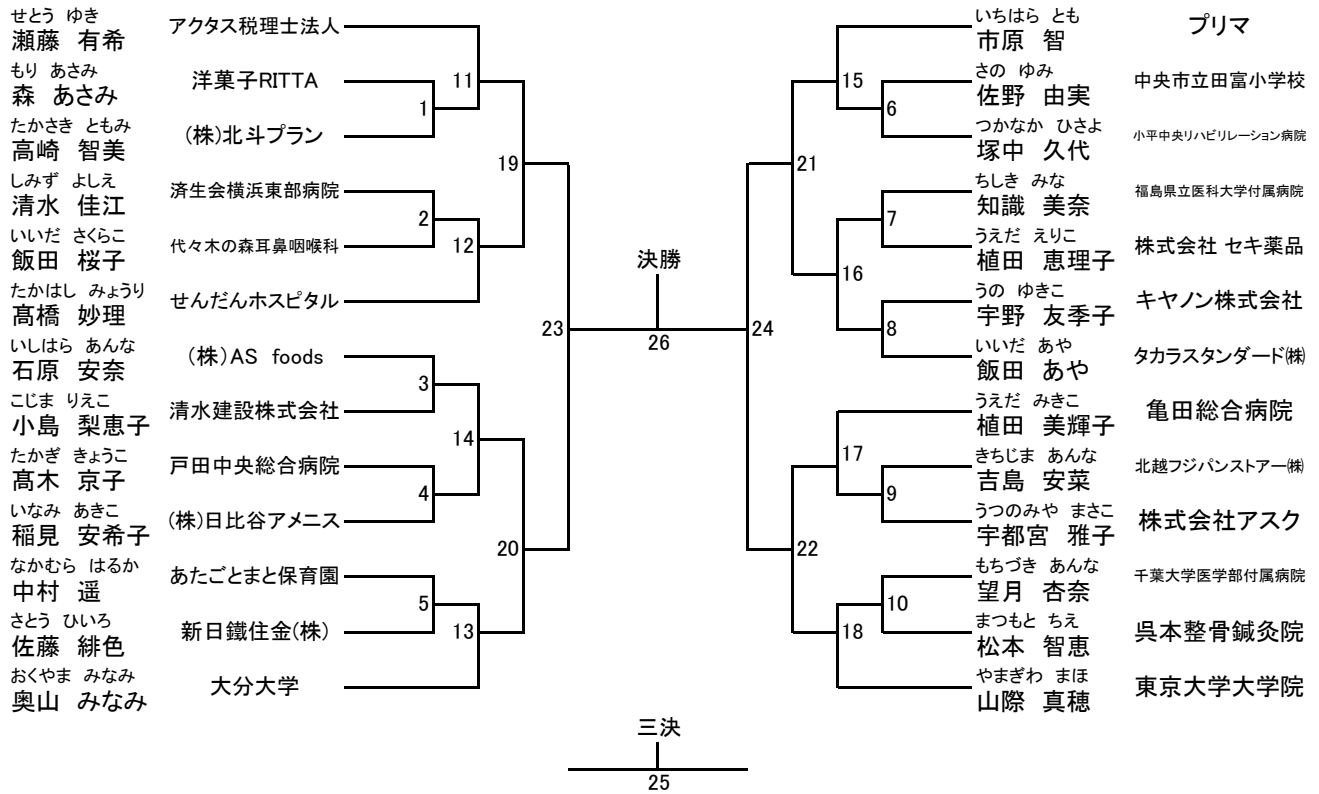 せとう ゆき
瀬藤 有希 アクタス税理士法人
もり あさみ
森 あさみ 洋菓子RITTA
たかさき ともみ
高崎 智美 (株)北斗プラン
しみず よしえ
清水 佳江 済生会横浜東部病院
いいだ さくらこ
飯田 桜子 代々木の森耳鼻咽喉科
たかはし みょうり
髙橋 妙理 せんだんホスピタル
いしはら あんな
石原 安奈 (株)AS foods
こじま りえこ
小島 梨恵子 清水建設株式会社
たかぎ きょうこ
髙木 京子 戸田中央総合病院
いなみ あきこ
稲見 安希子 (株)日比谷アメニス
なかむら はるか
中村 遥 あたごとまと保育園
さとう ひいろ
佐藤 緋色 新日鐵住金(株)
おくやま みなみ
奥山 みなみ 大分大学
11
1
19
2
12
23
3
14
4
20
5
13
決勝
26
三決
25
15
6
21
7
16
24
8
17
9
22
10
18
いちはら とも
市原 智 プリマ
さの ゆみ
佐野 由実 中央市立田富小学校
つかなか ひさよ
塚中 久代 小平中央リハビリレーション病院
ちしき みな
知識 美奈 福島県立医科大学付属病院
うえだ えりこ
植田 恵理子 株式会社 セキ薬品
うの ゆきこ
宇野 友季子 キヤノン株式会社
いいだ あや
飯田 あや タカラスタンダード㈱
うえだ みきこ
植田 美輝子 亀田総合病院
きちじま あんな
吉島 安菜 北越フジパンストアー㈱
うつのみや まさこ
宇都宮 雅子 株式会社アスク
もちづき あんな
望月 杏奈 千葉大学医学部付属病院
まつもと ちえ
松本 智恵 呉本整骨鍼灸院
やまぎわ まほ
山際 真穂 東京大学大学院